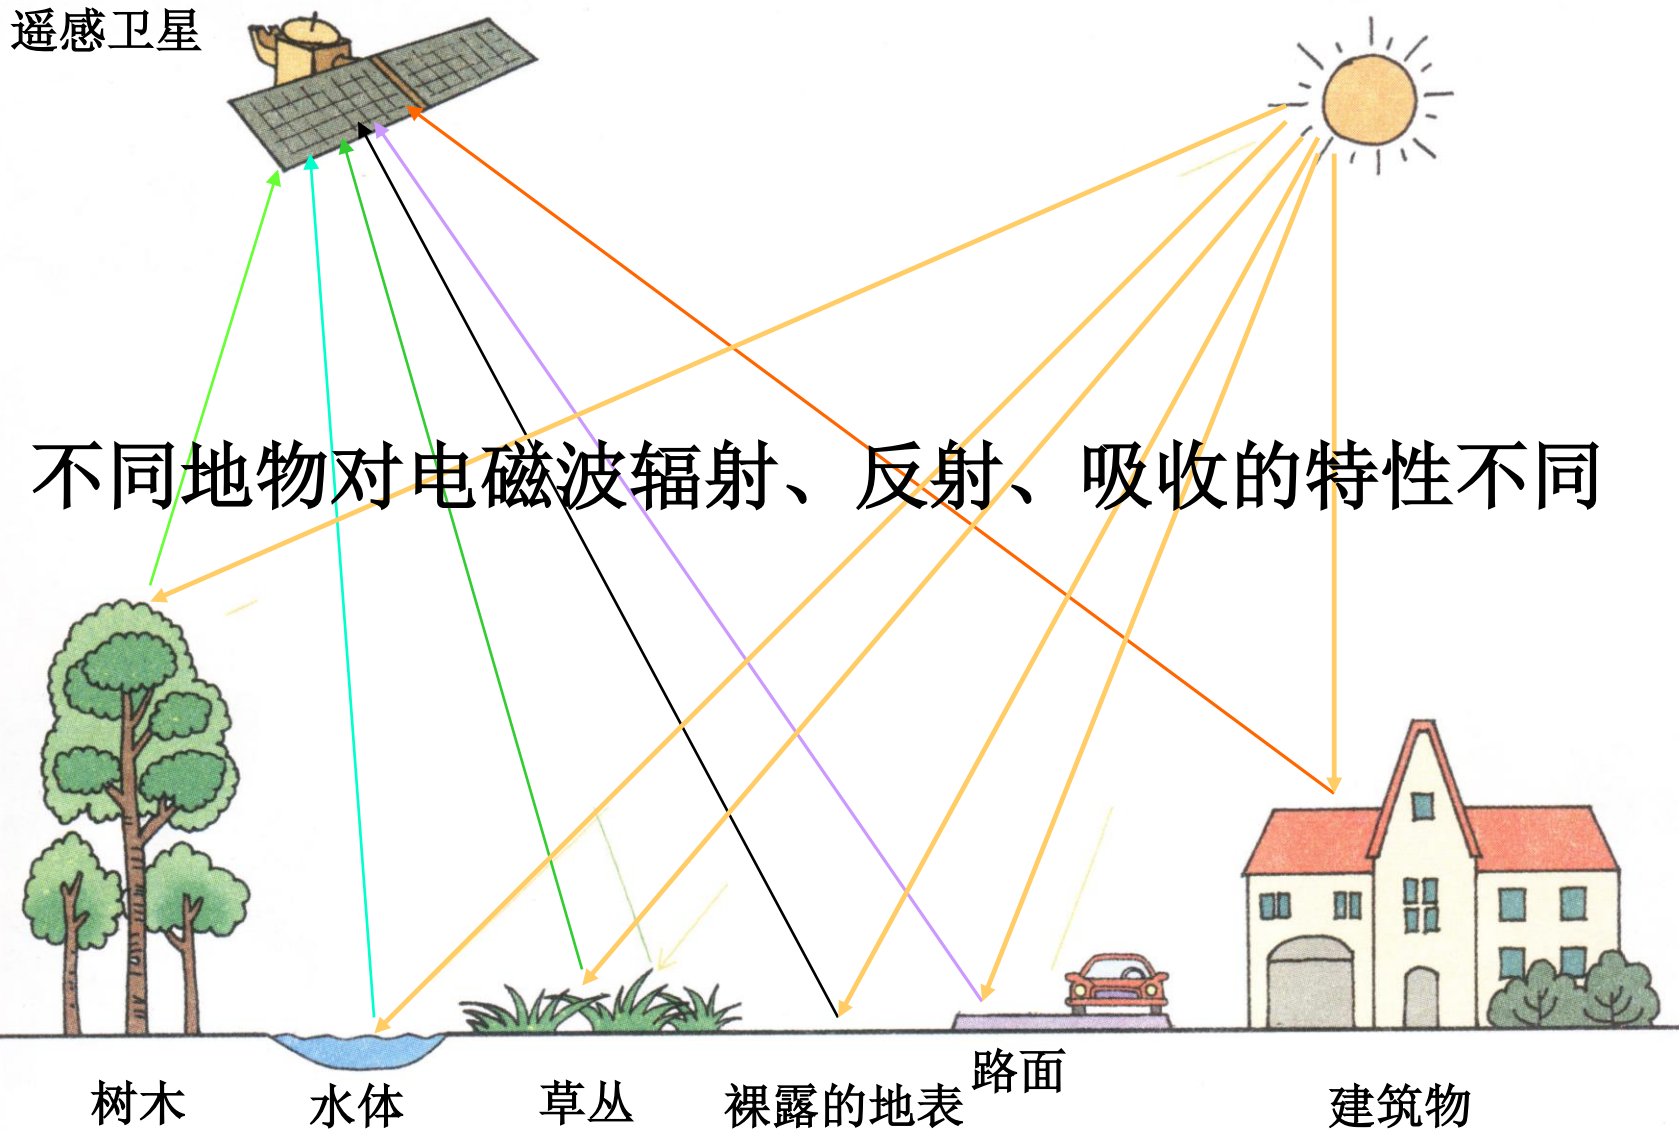 遥感卫星
不同地物对电磁波辐射、反射、吸收的特性不同
树木
水体
草丛
裸露的地表
路面
建筑物